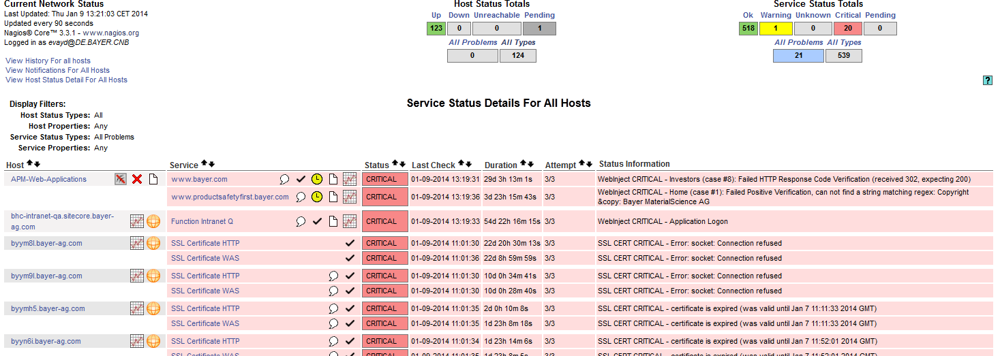 Current Network Status
Last Updated: Thu Jan 9 13:21:03 CET 2014
Updated every 90 seconds
Nagios® Core™ 3.3.1 - www.nagios.org
Logged in as evayd@DE.BAYER.CNB
View History For all hosts
View Notifications For All Hosts
View Host Status Detail For All Hosts
Host Status Totals
Up Down Unreachable Pending
123 0 0 1
All Problems All Types
0 124
Service Status Totals
Ok Warning Unknown Critical Pending
518 1 0 20 0
All Problems All Types
21 539
?
Display Filters:
Host Status Types: All
Host Properties: Any
Service Status Types: All Problems
Service Properties: Any
Service Status Details For All Hosts
Host Service Status Last Check Duration Attempt Status Information
APM-Web-Applications www.bayer.com CRITICAL 01-09-2014 13:19:31 29d 3h 13m 1s 3/3 WebInject CRITICAL - Investors (case #8): Failed HTTP Response Code Verification (received 302, expecting 200)
www.productsafetyfirst.bayer.com CRITICAL 01-09-2014 13:19:36 3d 23h 15m 43s 3/3 WebInject CRITICAL - Home (case #1): Failed Positive Verification, can not find a string matching regex: Copyright
&copy: Bayer MaterialScience AG
bhc-intranet-qa.sitecore.bayer-
ag.com
Function Intranet Q CRITICAL 01-09-2014 13:19:33 54d 22h 16m 15s 3/3 WebInject CRITICAL - Application Logon
byym8l.bayer-ag.com SSL Certificate HTTP CRITICAL 01-09-2014 11:01:30 22d 20h 30m 13s 3/3 SSL CERT CRITICAL - Error: socket: Connection refused
SSL Certificate WAS CRITICAL 01-09-2014 11:01:36 22d 8h 59m 59s 3/3 SSL CERT CRITICAL - Error: socket: Connection refused
byym9l.bayer-ag.com SSL Certificate HTTP CRITICAL 01-09-2014 11:01:30 10d 0h 34m 41s 3/3 SSL CERT CRITICAL - Error: socket: Connection refused
SSL Certificate WAS CRITICAL 01-09-2014 11:01:30 10d 0h 28m 40s 3/3 SSL CERT CRITICAL - Error: socket: Connection refused
byymh5.bayer-ag.com SSL Certificate HTTP CRITICAL 01-09-2014 11:01:35 2d 0h 10m 8s 3/3 SSL CERT CRITICAL - certificate is expired (was valid until Jan 7 11:11:33 2014 GMT)
SSL Certificate WAS CRITICAL 01-09-2014 11:01:35 1d 23h 8m 18s 3/3 SSL CERT CRITICAL - certificate is expired (was valid until Jan 7 11:11:33 2014 GMT)
byyn6i.bayer-ag.com SSL Certificate HTTP CRITICAL 01-09-2014 11:01:34 1d 23h 14m 6s 3/3 SSL CERT CRITICAL - certificate is expired (was valid until Jan 7 11:52:01 2014 GMT)
SSL Certificate WAS CRITICAL 01-09-2014 11:01:35 1d 23h 3/3 SSL CERT CRITICAL - certificate is expired (was valid until Jan 7 11:52:01 2014 GMT)